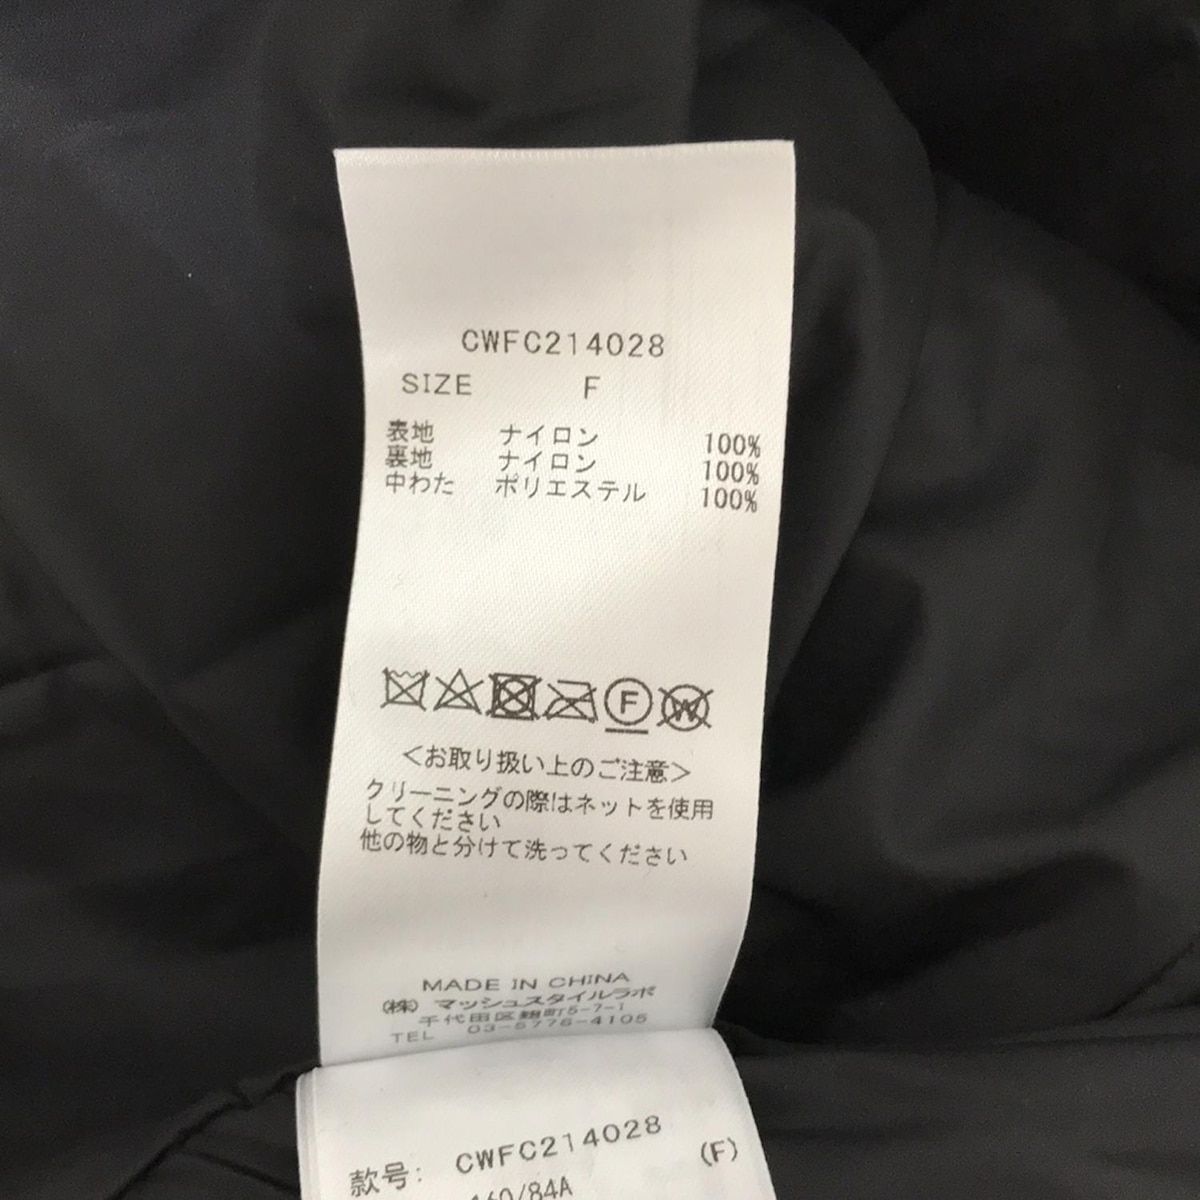 CWFC214028
SIZE F
表地 ナイロン 100%
裏地 ナイロン 100%
中わた ポリエステル 100%
F W
<お取り扱い上のご注意>
クリーニングの際はネットを使用
してください
他の物と分けて洗ってください
MADE IN CHINA
(株) マッシュスタイルラボ
千代田区麹町5-7-1
TEL 03-5776-4105
款号: CWFC214028 (F)
160/84A